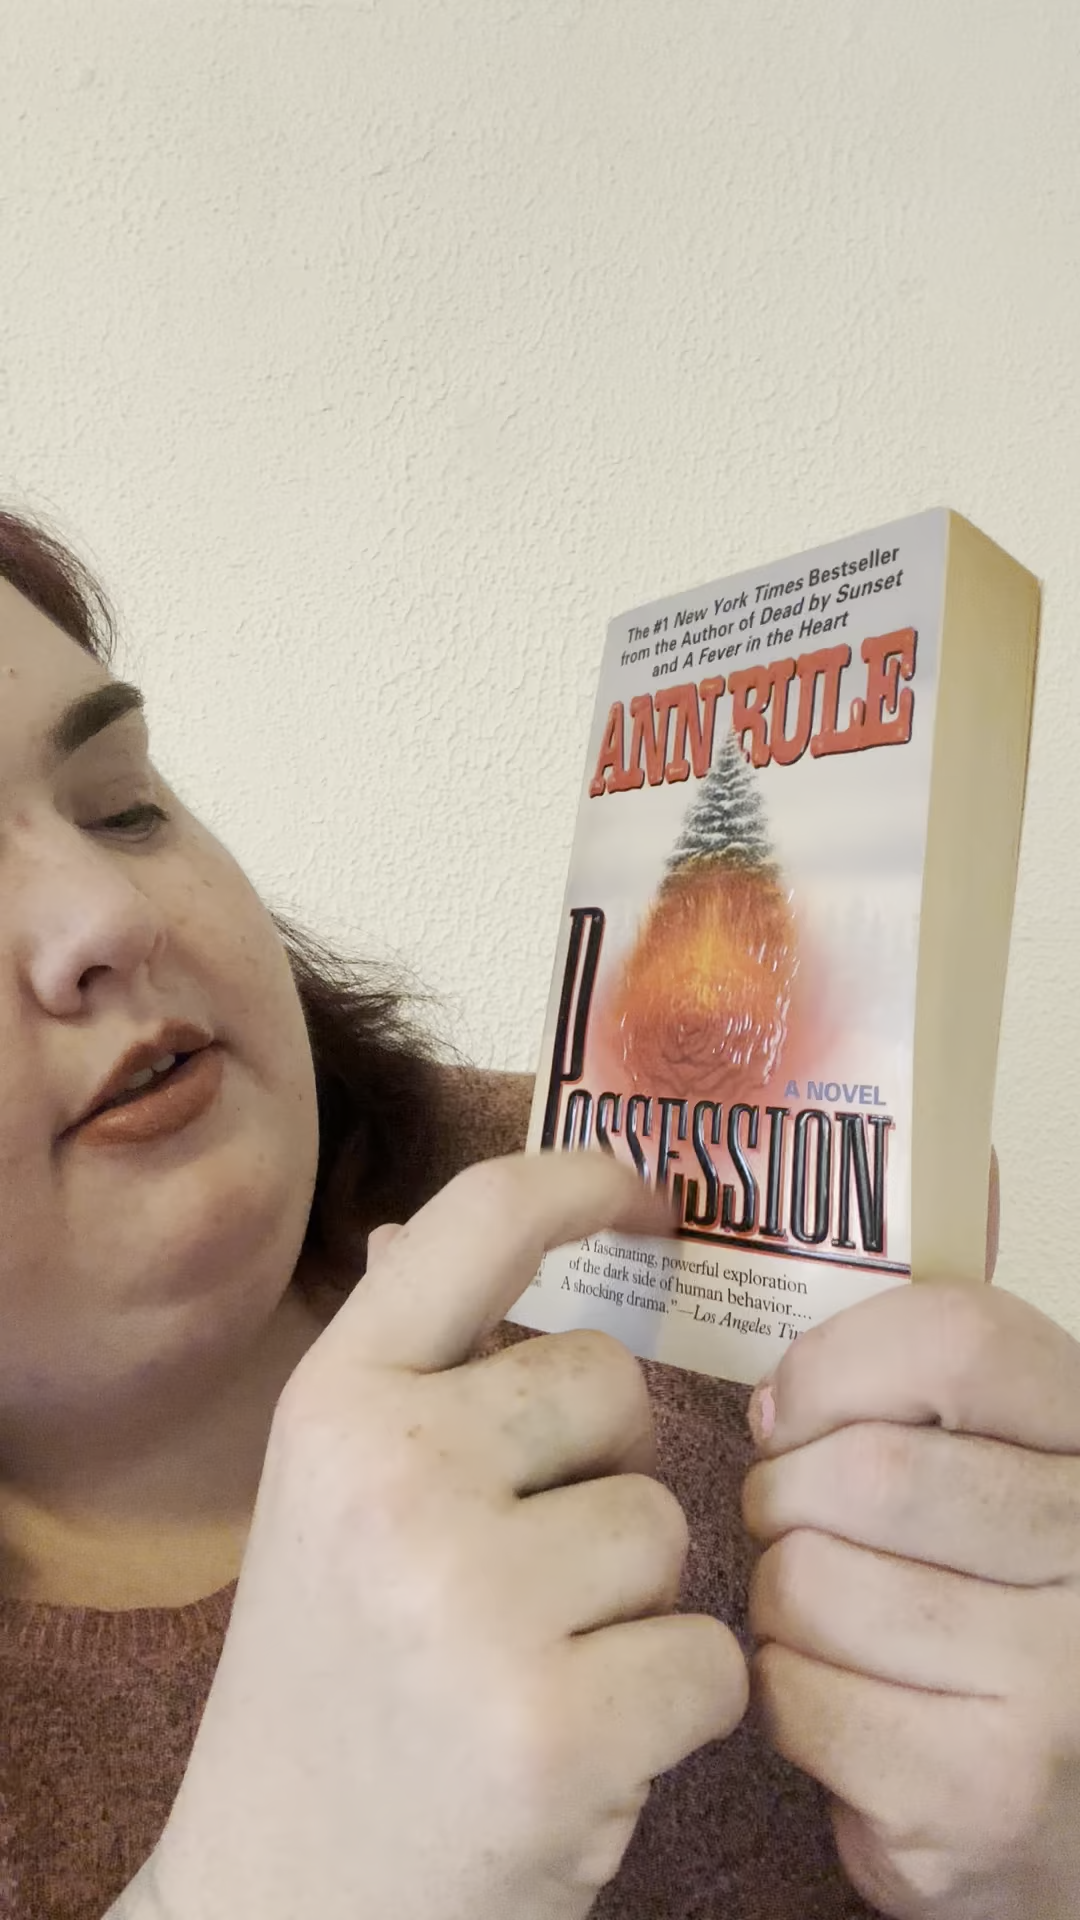 The #1 New York Times Bestseller
from the Author of Dead by Sunset
and A Fever in the Heart
ANN RULE
A NOVEL
POSSESSION
"A fascinating, powerful exploration
of the dark side of human behavior....
A shocking drama."—Los Angeles